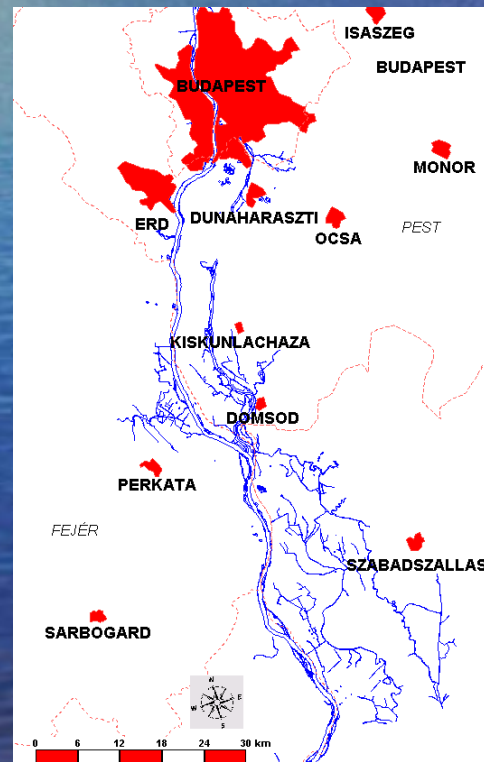 ISASZEG
BUDAPEST
BUDAPEST
MONOR
ERD
DUNAHARASZTI
OCSA
PEST
KISKUNLACHAZA
DOMSOD
PERKATA
FEJÉR
SZABADSZALLAS
SARBOGARD
N
W E
S
0 6 12 18 24 30 km